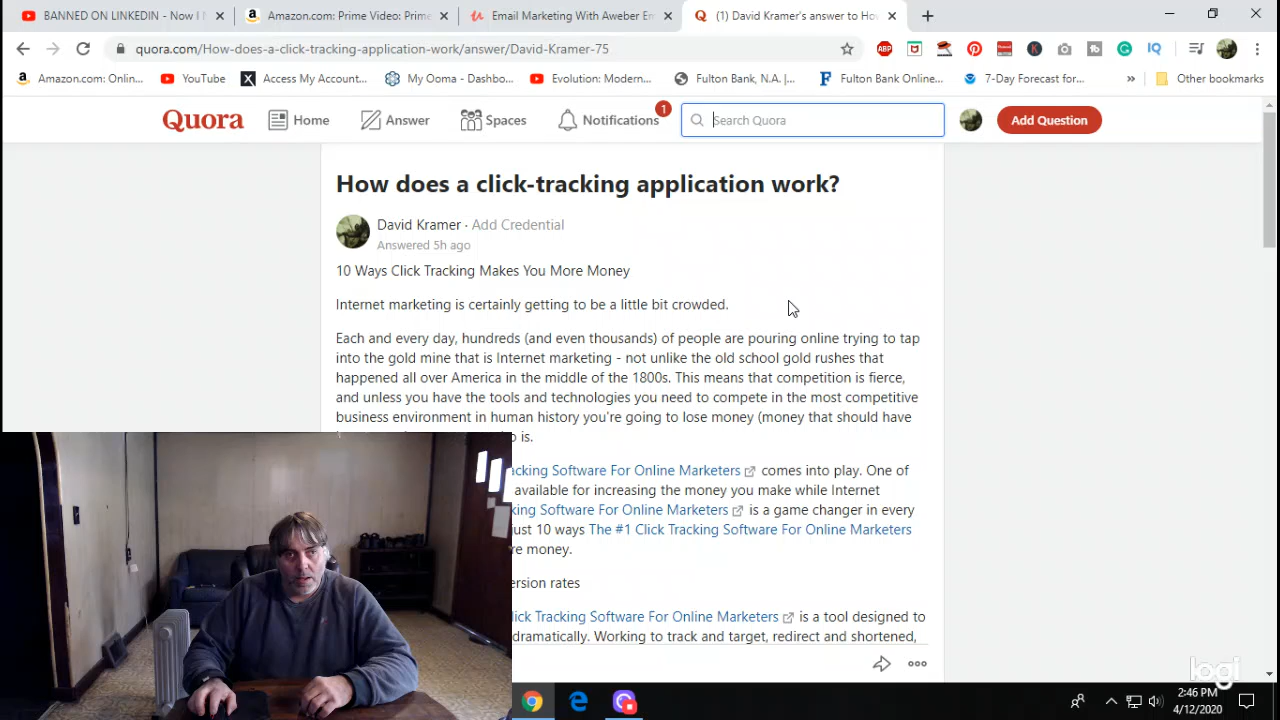 BANNED ON LINKEDIN - Now I N
Amazon.com: Prime Video: Prime
Email Marketing With Aweber En
(1) David Kramer's answer to How
quora.com/How-does-a-click-tracking-application-work/answer/David-Kramer-75
Amazon.com: Onlin...
YouTube
Access My Account...
My Ooma - Dashbo...
Evolution: Modern...
Fulton Bank, N.A. |...
Fulton Bank Online...
7-Day Forecast for...
Other bookmarks
Quora
Home
Answer
Spaces
Notifications
1
Search Quora
Add Question
How does a click-tracking application work?
David Kramer · Add Credential
Answered 5h ago
10 Ways Click Tracking Makes You More Money
Internet marketing is certainly getting to be a little bit crowded.
Each and every day, hundreds (and even thousands) of people are pouring online trying to tap
into the gold mine that is Internet marketing - not unlike the old school gold rushes that
happened all over America in the middle of the 1800s. This means that competition is fierce,
and unless you have the tools and technologies you need to compete in the most competitive
business environment in human history you're going to lose money (money that should have
is.
acking Software For Online Marketers comes into play. One of
available for increasing the money you make while Internet
king Software For Online Marketers is a game changer in every
just 10 ways The #1 Click Tracking Software For Online Marketers
re money.
ersion rates
lick Tracking Software For Online Marketers is a tool designed to
dramatically. Working to track and target, redirect and shortened,
logi
2:46 PM
4/12/2020